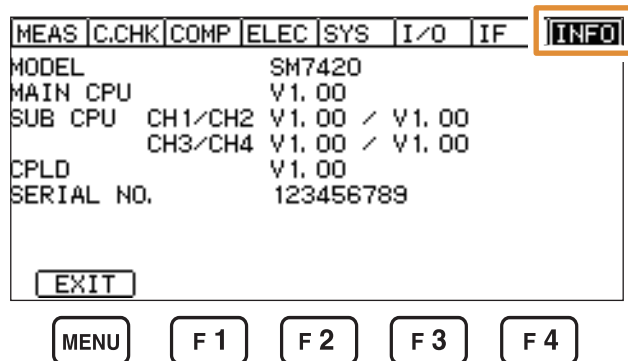 MEAS C.CHK COMP ELEC SYS I/O IF INFO
MODEL SM7420
MAIN CPU V1.00
SUB CPU CH1/CH2 V1.00 / V1.00
CH3/CH4 V1.00 / V1.00
CPLD V1.00
SERIAL NO. 123456789
EXIT
MENU F1 F2 F3 F4